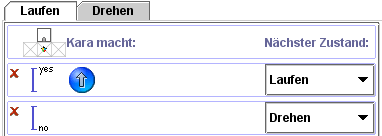 Laufen Drehen
Kara macht: Nächster Zustand:
yes Laufen
no Drehen